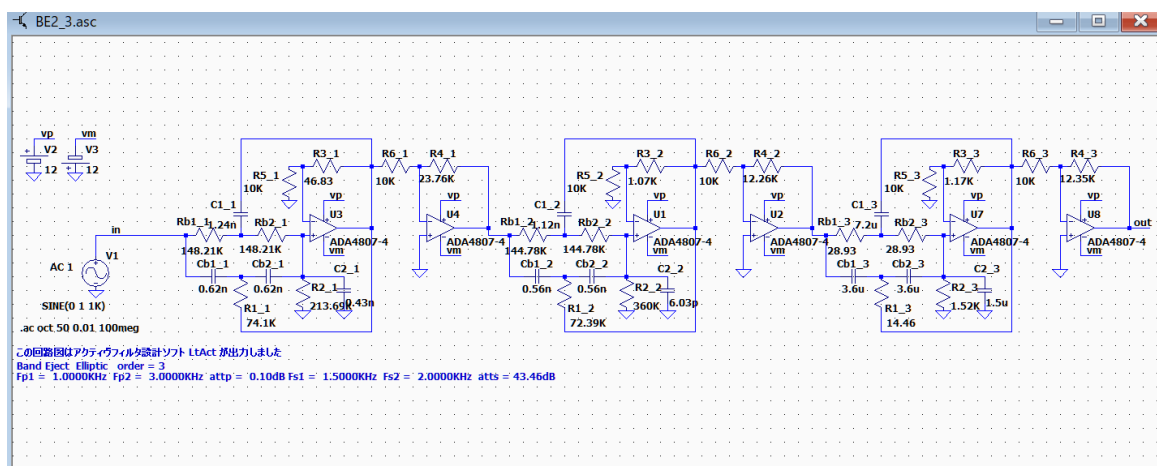 BE2_3.asc
vp
vm
V2
V3
12
12
in
V1
AC 1
SINE(0 1 1K)
.ac oct 50 0.01 100meg
R3_1
R6_1
R4_1
R5_1
46.83
10K
23.76K
10K
vp
vp
C1_1
U3
U4
Rb1_1
1.24n
Rb2_1
ADA4807-4
ADA4807-4
vm
vm
148.21K
148.21K
Cb1_1
Cb2_1
C2_1
0.62n
0.62n
R2_1
0.43n
R1_1
213.69K
74.1K
R3_2
R6_2
R4_2
R5_2
1.07K
10K
12.26K
10K
vp
vp
C1_2
U1
U2
Rb1_2
1.12n
Rb2_2
ADA4807-4
ADA4807-4
vm
vm
144.78K
144.78K
Cb1_2
Cb2_2
C2_2
0.56n
0.56n
R2_2
6.03p
R1_2
360K
72.39K
R3_3
R6_3
R4_3
R5_3
1.17K
10K
12.35K
10K
vp
vp
C1_3
U7
U8
out
Rb1_3
7.2u
Rb2_3
ADA4807-4
ADA4807-4
vm
vm
28.93
28.93
Cb1_3
Cb2_3
C2_3
3.6u
3.6u
R2_3
1.5u
R1_3
1.52K
14.46
この回路図はアクティヴフィルタ設計ソフト LtAct が出力しました
Band Eject Elliptic order = 3
Fp1 = 1.0000KHz Fp2 = 3.0000KHz attp = 0.10dB Fs1 = 1.5000KHz Fs2 = 2.0000KHz atts = 43.46dB